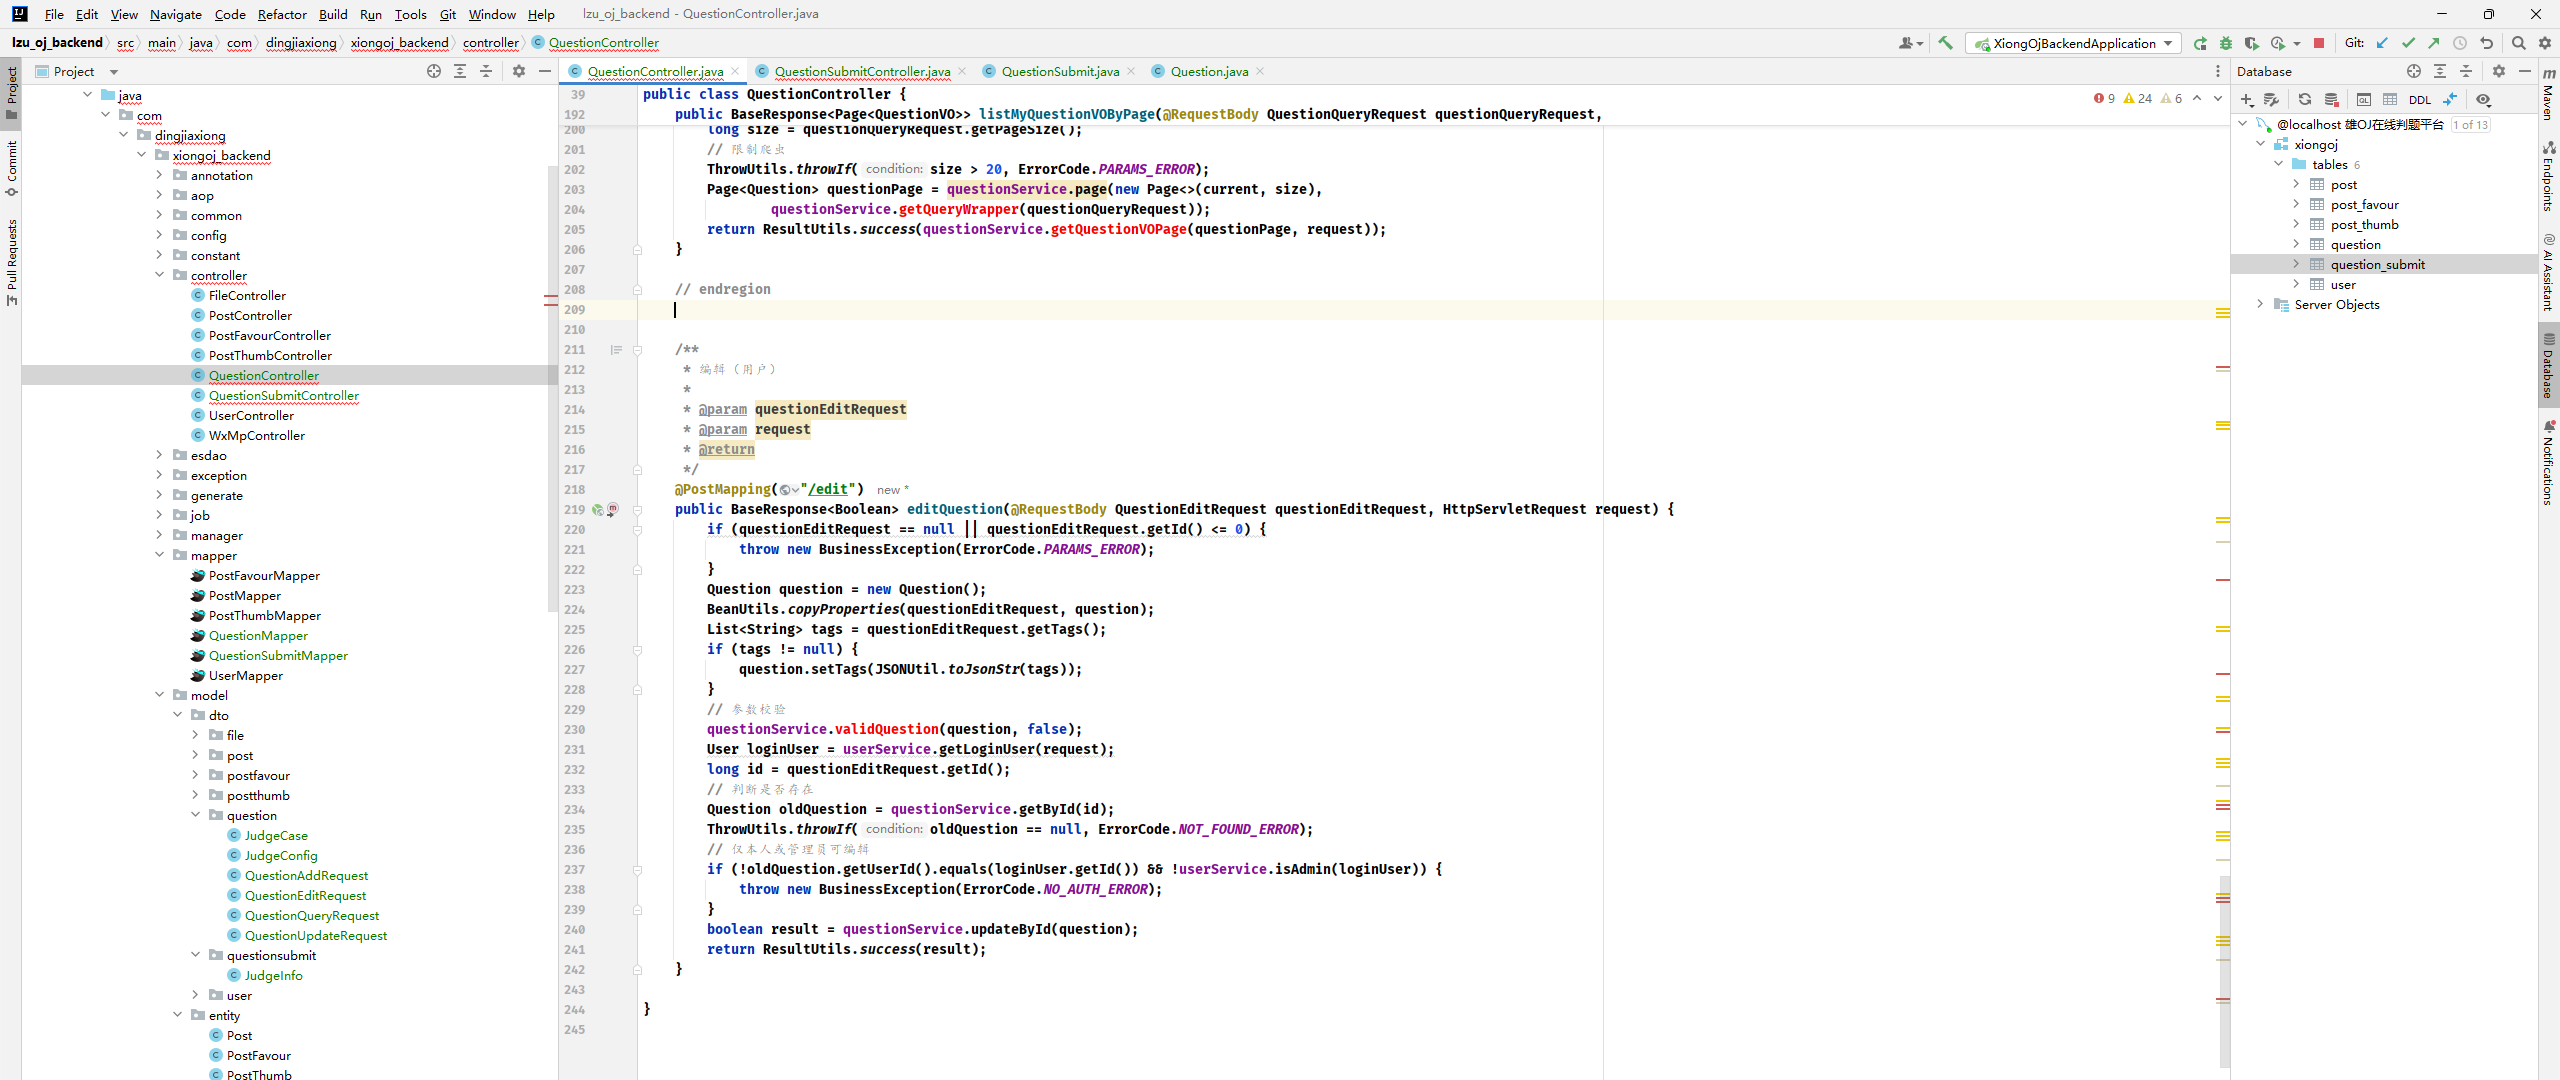 File Edit View Navigate Code Refactor Build Run Tools Git Window Help lzu_oj_backend - QuestionController.java
lzu_oj_backend src main java com dingjiaxiong xiongoj_backend controller QuestionController
XiongOjBackendApplication Git:
Project
QuestionController.java QuestionSubmitController.java QuestionSubmit.java Question.java
Database
Project
Commit
Pull Requests
java
com
dingjiaxiong
xiongoj_backend
annotation
aop
common
config
constant
controller
FileController
PostController
PostFavourController
PostThumbController
QuestionController
QuestionSubmitController
UserController
WxMpController
esdao
exception
generate
job
manager
mapper
PostFavourMapper
PostMapper
PostThumbMapper
QuestionMapper
QuestionSubmitMapper
UserMapper
model
dto
file
post
postfavour
postthumb
question
JudgeCase
JudgeConfig
QuestionAddRequest
QuestionEditRequest
QuestionQueryRequest
QuestionUpdateRequest
questionsubmit
JudgeInfo
user
entity
Post
PostFavour
PostThumb
9 24 6
39 public class QuestionController {
192 public BaseResponse<Page<QuestionVO>> listMyQuestionVOByPage(@RequestBody QuestionQueryRequest questionQueryRequest,
200 long size = questionQueryRequest.getPageSize();
201 // 限制爬虫
202 ThrowUtils.throwIf( condition: size > 20, ErrorCode.PARAMS_ERROR);
203 Page<Question> questionPage = questionService.page(new Page<>(current, size),
204 questionService.getQueryWrapper(questionQueryRequest));
205 return ResultUtils.success(questionService.getQuestionVOPage(questionPage, request));
206 }
207
208 // endregion
209
210
211 /**
212 * 编辑（用户）
213 *
214 * @param questionEditRequest
215 * @param request
216 * @return
217 */
218 @PostMapping("/edit") new *
219 public BaseResponse<Boolean> editQuestion(@RequestBody QuestionEditRequest questionEditRequest, HttpServletRequest request) {
220 if (questionEditRequest == null || questionEditRequest.getId() <= 0) {
221 throw new BusinessException(ErrorCode.PARAMS_ERROR);
222 }
223 Question question = new Question();
224 BeanUtils.copyProperties(questionEditRequest, question);
225 List<String> tags = questionEditRequest.getTags();
226 if (tags != null) {
227 question.setTags(JSONUtil.toJsonStr(tags));
228 }
229 // 参数校验
230 questionService.validQuestion(question, false);
231 User loginUser = userService.getLoginUser(request);
232 long id = questionEditRequest.getId();
233 // 判断是否存在
234 Question oldQuestion = questionService.getById(id);
235 ThrowUtils.throwIf( condition: oldQuestion == null, ErrorCode.NOT_FOUND_ERROR);
236 // 仅本人或管理员可编辑
237 if (!oldQuestion.getUserId().equals(loginUser.getId()) && !userService.isAdmin(loginUser)) {
238 throw new BusinessException(ErrorCode.NO_AUTH_ERROR);
239 }
240 boolean result = questionService.updateById(question);
241 return ResultUtils.success(result);
242 }
243
244 }
245
DDL
@localhost 雄OJ在线判题平台 1 of 13
xiongoj
tables 6
post
post_favour
post_thumb
question
question_submit
user
Server Objects
Maven
Endpoints
AI Assistant
Database
Notifications